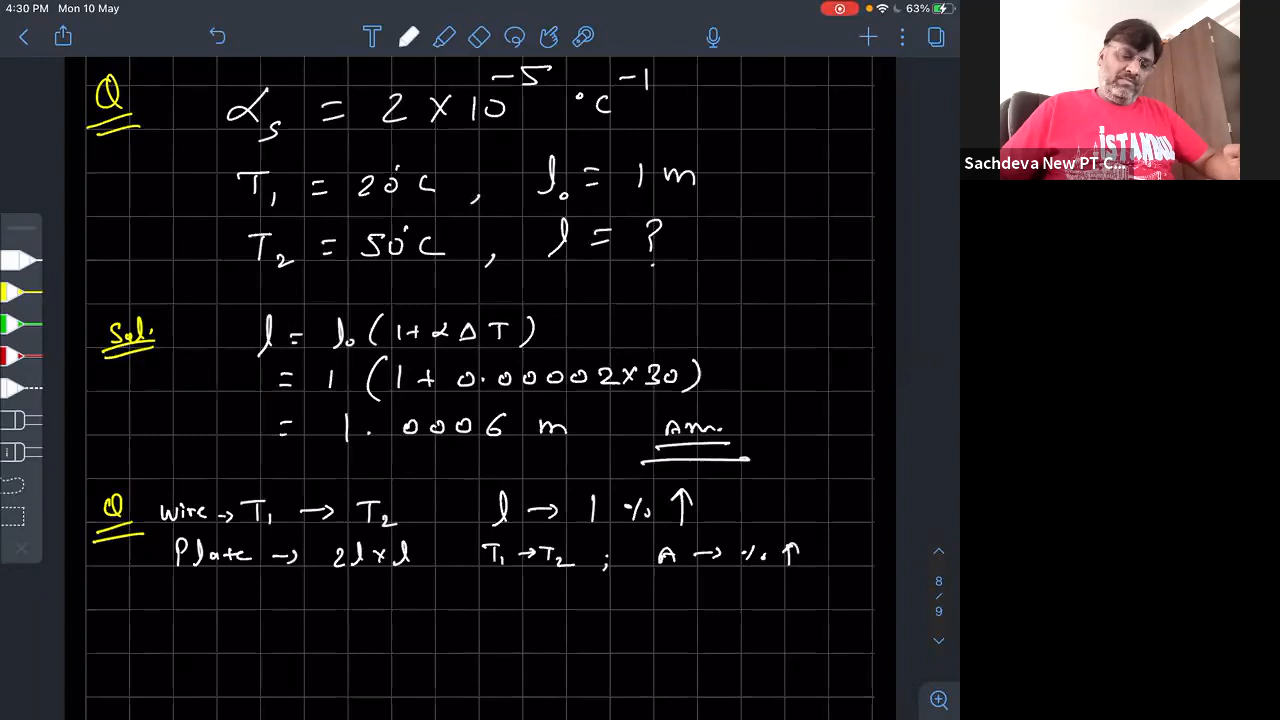 4:30 PM Mon 10 May
63%
T
Q
αs = 2 × 10⁻⁵ °C⁻¹
T₁ = 20°C , l₀ = 1 m
T₂ = 50°C , l = ?
Sol:
l = l₀ (1 + α Δ T)
= 1 (1 + 0.00002 × 30)
= 1.0006 m Ans.
Q wire → T₁ → T₂ l → 1 % ↑
Plate → 2l × l T₁ → T₂ ; A → % ↑
8
/
9
İSTANBUL
Sachdeva New PT C...